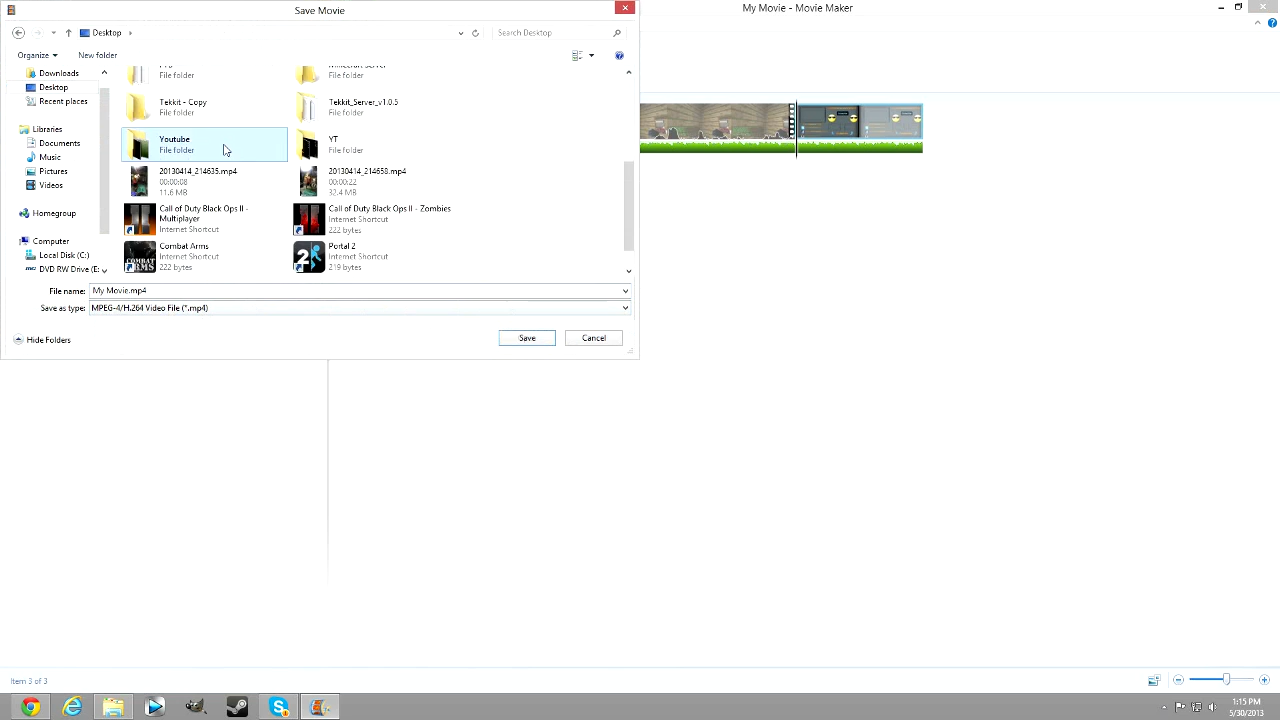 Save Movie
My Movie - Movie Maker
Desktop
Search Desktop
Organize
New folder
Downloads
Desktop
Recent places
Libraries
Documents
Music
Pictures
Videos
Homegroup
Computer
Local Disk (C:)
DVD RW Drive (E:
File folder
File folder
Tekkit - Copy
File folder
Tekkit_Server_v1.0.5
File folder
Youtube
File folder
YT
File folder
20130414_214635.mp4
00:00:08
11.6 MB
20130414_214658.mp4
00:00:22
32.4 MB
Call of Duty Black Ops II -
Multiplayer
Internet Shortcut
Call of Duty Black Ops II - Zombies
Internet Shortcut
222 bytes
Combat Arms
Internet Shortcut
222 bytes
Portal 2
Internet Shortcut
219 bytes
File name: My Movie.mp4
Save as type: MPEG-4/H.264 Video File (*.mp4)
Hide Folders
Save
Cancel
Item 3 of 3
1:15 PM
5/30/2013